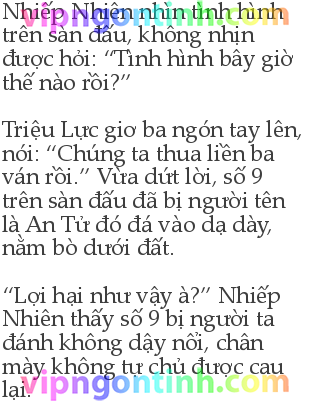 Nhiếp Nhiên nhìn tình hình
trên sàn đấu, không nhịn
được hỏi: “Tình hình bây giờ
thế nào rồi?”
Triệu Lực giơ ba ngón tay lên,
nói: “Chúng ta thua liền ba
ván rồi.” Vừa dứt lời, số 9
trên sàn đấu đã bị người tên
là An Tử đó đá vào dạ dày,
nằm bò dưới đất.
“Lợi hại như vậy à?” Nhiếp
Nhiên thấy số 9 bị người ta
đánh không dậy nổi, chân
mày không tự chủ được cau
lại.
vipngontinh.com
vipngontinh.com